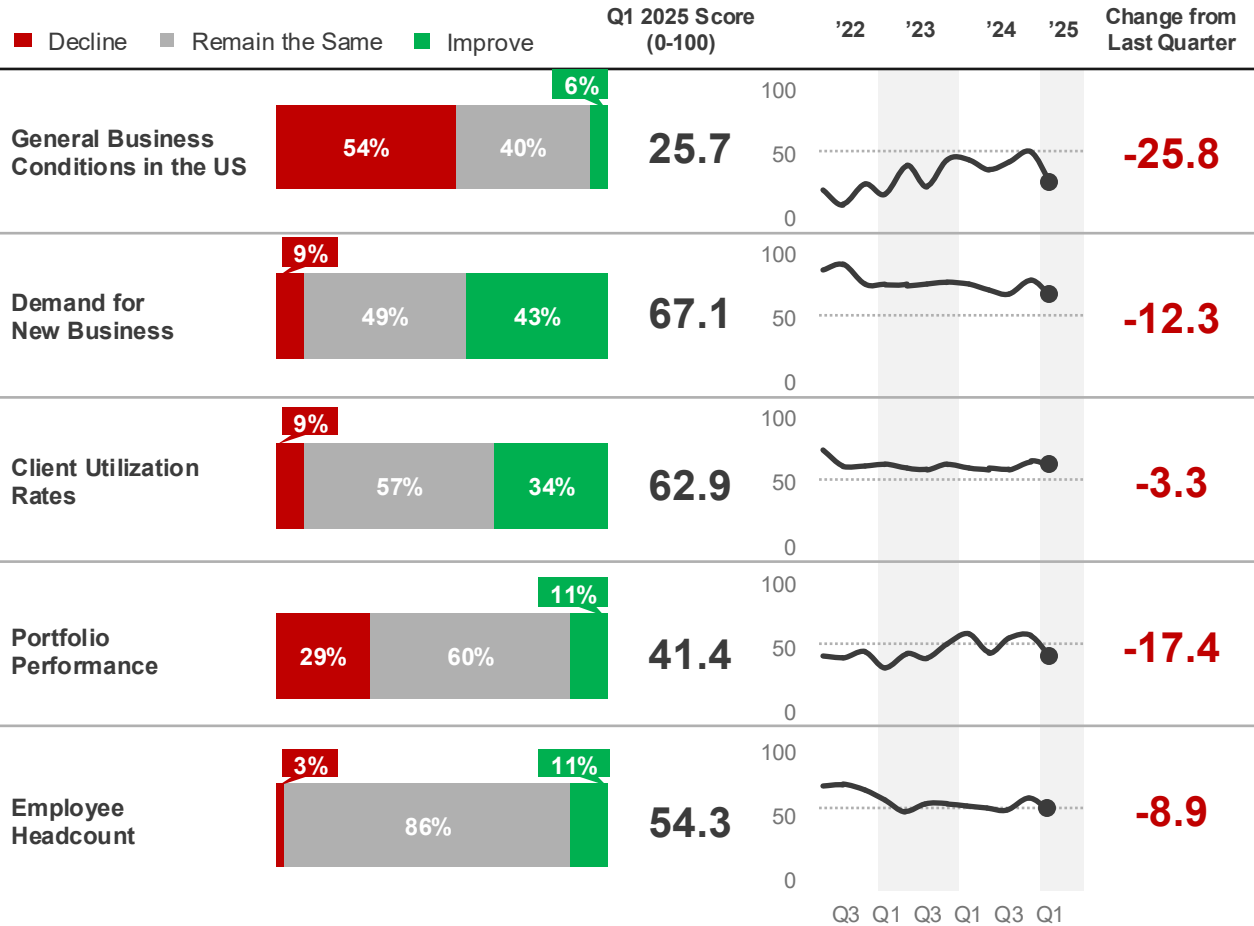 Decline Remain the Same Improve
Q1 2025 Score
(0-100)
’22 ’23 ’24 ’25
Change from
Last Quarter
General Business
Conditions in the US
54% 40% 6%
25.7
100
50
0
-25.8
Demand for
New Business
9% 49% 43%
67.1
100
50
0
-12.3
Client Utilization
Rates
9% 57% 34%
62.9
100
50
0
-3.3
Portfolio
Performance
29% 60% 11%
41.4
100
50
0
-17.4
Employee
Headcount
3% 86% 11%
54.3
100
50
0
-8.9
Q3 Q1 Q3 Q1 Q3 Q1